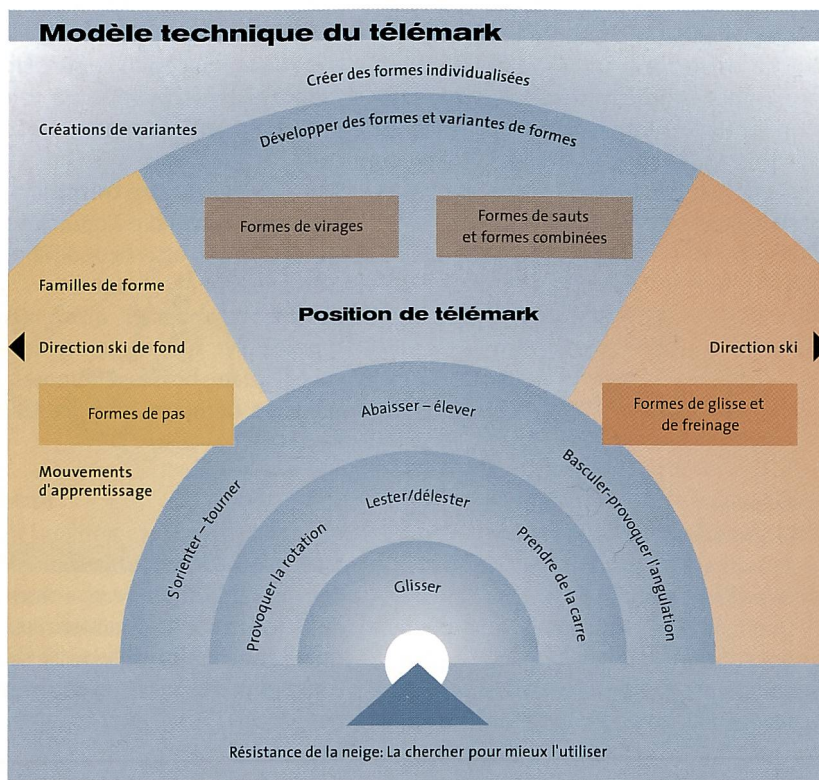 Modèle technique du télémark
Créer des formes individualisées
Créations de variantes
Développer des formes et variantes de formes
Formes de virages
Formes de sauts
et formes combinées
Familles de forme
Position de télémark
Direction ski de fond
Direction ski
Formes de pas
Formes de glisse et
de freinage
Abaisser – élever
Mouvements
d'apprentissage
S'orienter – tourner
Basculer-provoquer l'angulation
Lester/délester
Provoquer la rotation
Prendre de la carre
Glisser
Résistance de la neige: La chercher pour mieux l'utiliser